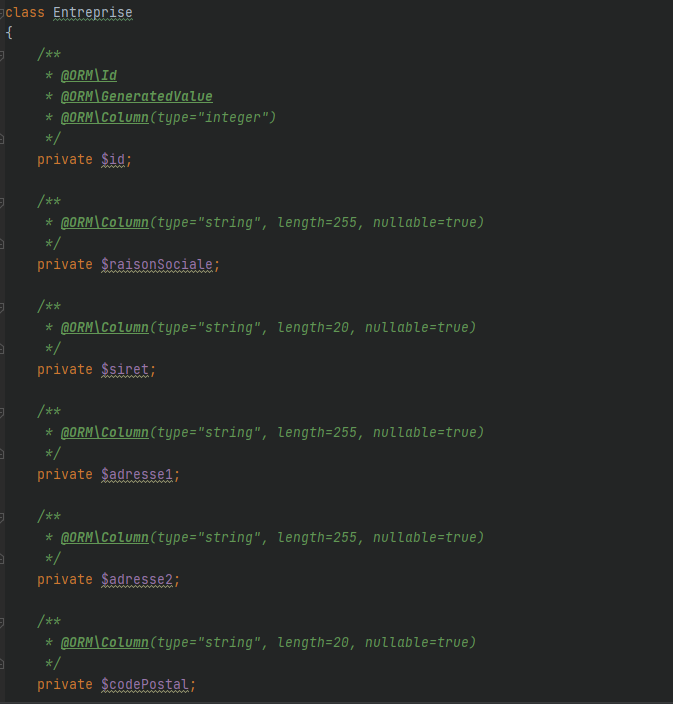 class Entreprise
{
    /**
     * @ORM\Id
     * @ORM\GeneratedValue
     * @ORM\Column(type="integer")
     */
    private $id;

    /**
     * @ORM\Column(type="string", length=255, nullable=true)
     */
    private $raisonSociale;

    /**
     * @ORM\Column(type="string", length=20, nullable=true)
     */
    private $siret;

    /**
     * @ORM\Column(type="string", length=255, nullable=true)
     */
    private $adresse1;

    /**
     * @ORM\Column(type="string", length=255, nullable=true)
     */
    private $adresse2;

    /**
     * @ORM\Column(type="string", length=20, nullable=true)
     */
    private $codePostal;